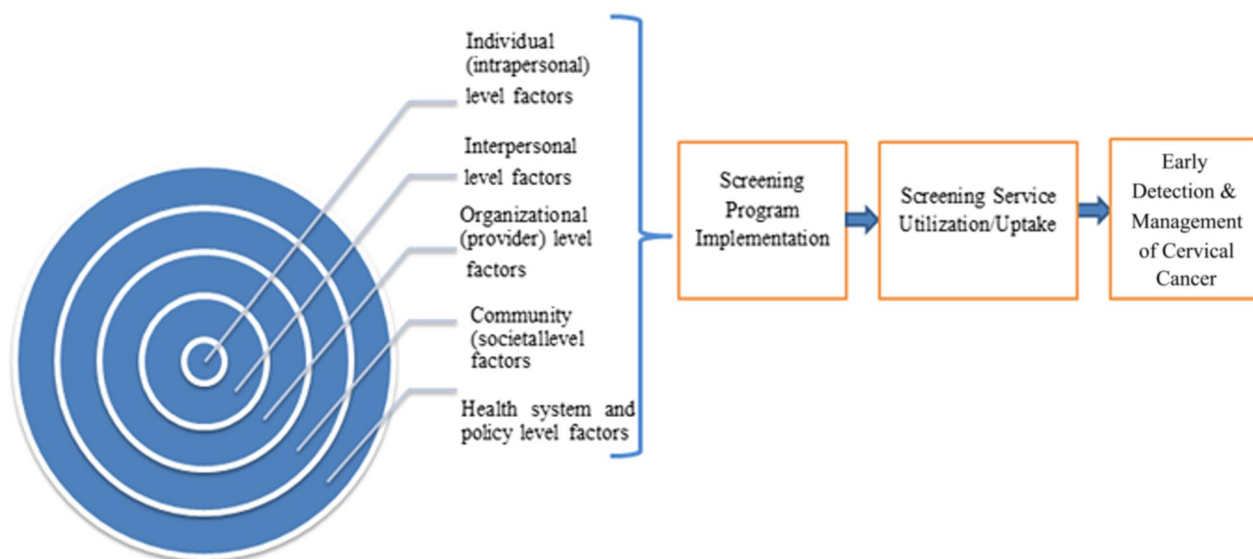 Individual
(intrapersonal)
level factors
Interpersonal
level factors
Organizational
(provider) level
factors
Community
(societallevel
factors
Health system and
policy level factors
Screening
Program
Implementation
Screening Service
Utilization/Uptake
Early
Detection &
Management
of Cervical
Cancer